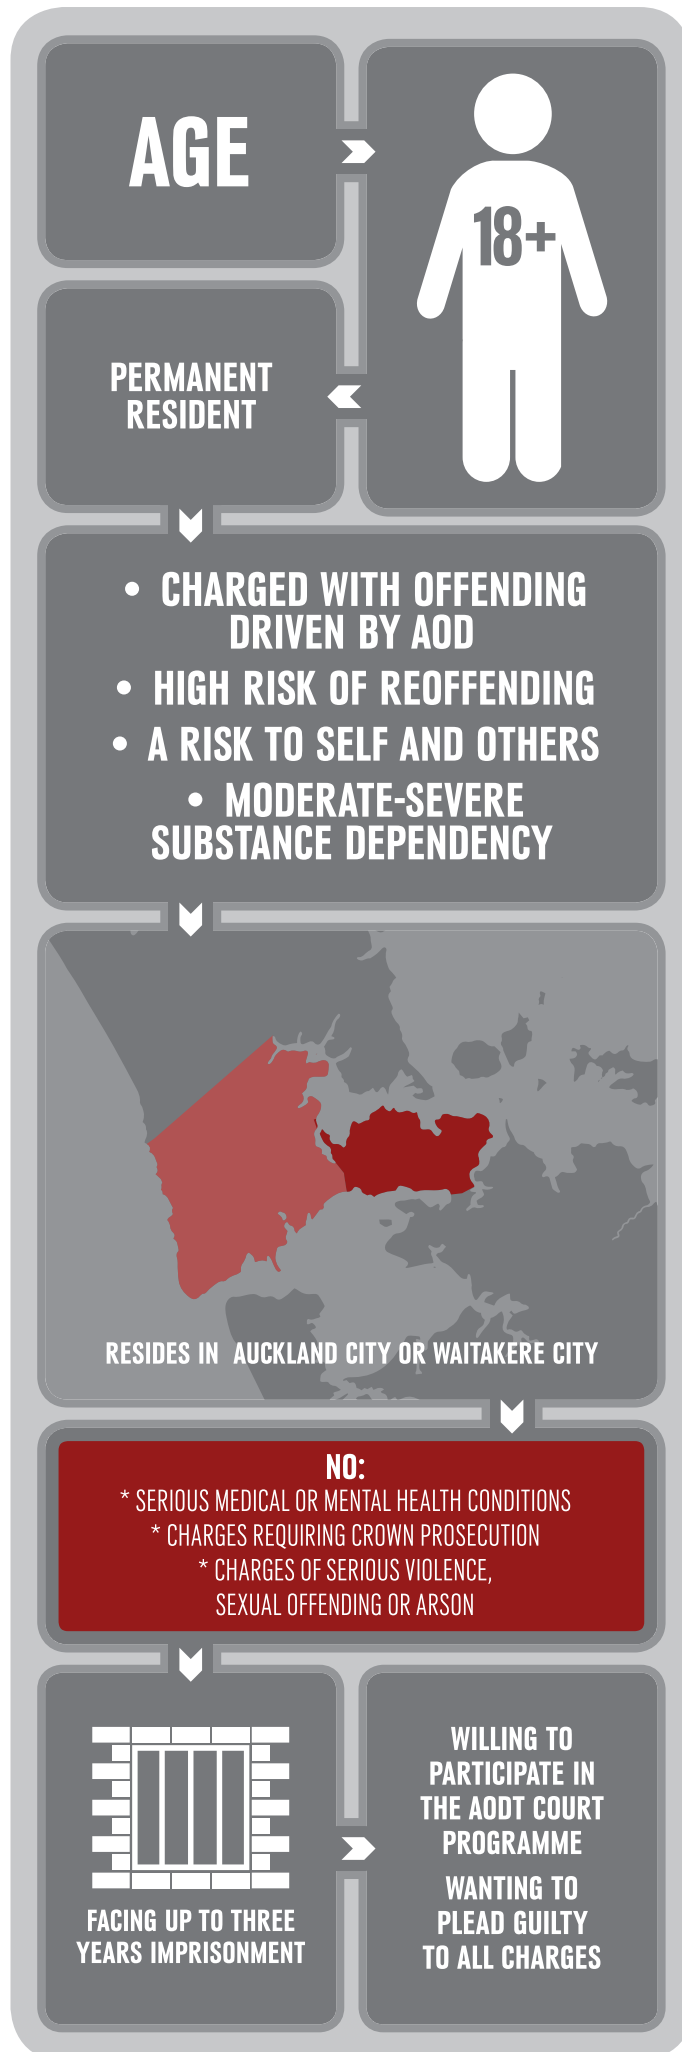 AGE
18+
PERMANENT
RESIDENT
• CHARGED WITH OFFENDING
DRIVEN BY AOD
• HIGH RISK OF REOFFENDING
• A RISK TO SELF AND OTHERS
• MODERATE-SEVERE
SUBSTANCE DEPENDENCY
RESIDES IN AUCKLAND CITY OR WAITAKERE CITY
NO:
* SERIOUS MEDICAL OR MENTAL HEALTH CONDITIONS
* CHARGES REQUIRING CROWN PROSECUTION
* CHARGES OF SERIOUS VIOLENCE,
SEXUAL OFFENDING OR ARSON
FACING UP TO THREE
YEARS IMPRISONMENT
WILLING TO
PARTICIPATE IN
THE AODT COURT
PROGRAMME
WANTING TO
PLEAD GUILTY
TO ALL CHARGES